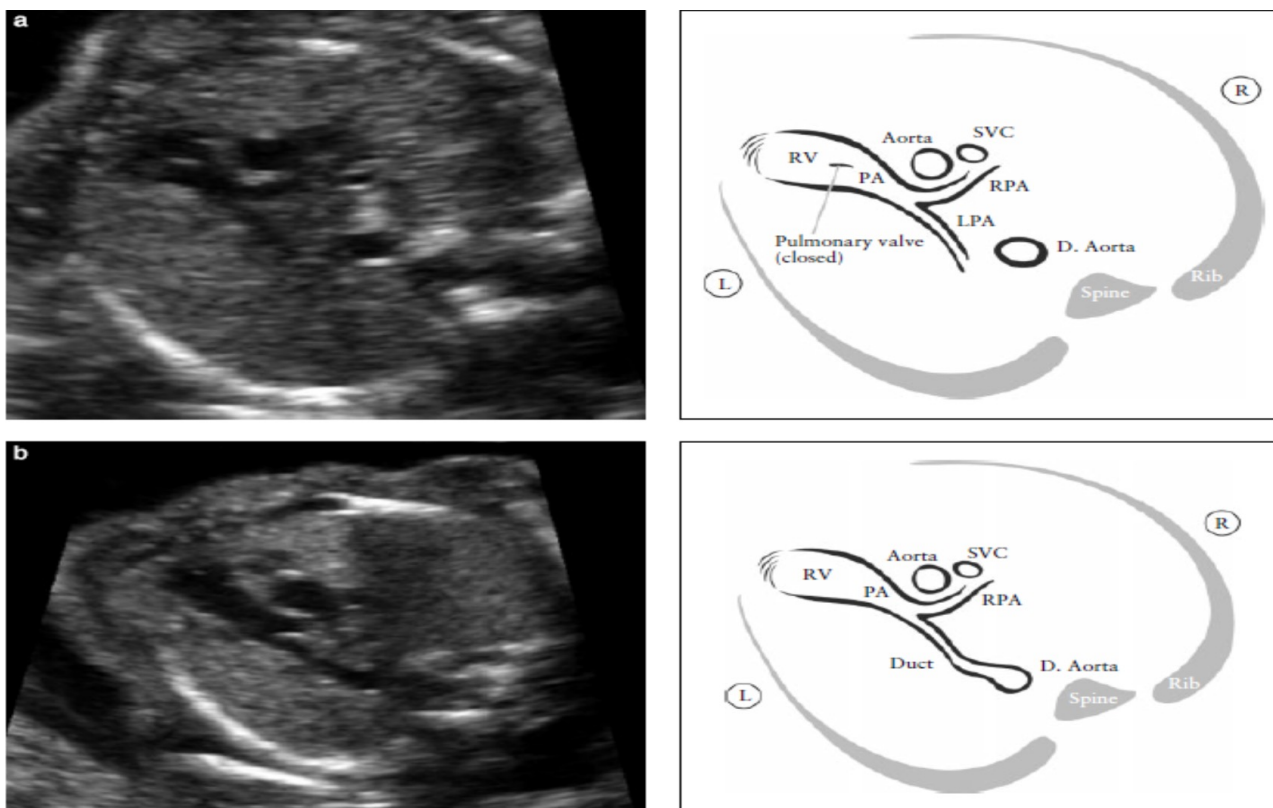 a
R
Aorta
SVC
RV
PA
RPA
LPA
Pulmonary valve
(closed)
D. Aorta
L
Rib
Spine
b
R
Aorta
SVC
RV
PA
RPA
Duct
D. Aorta
L
Rib
Spine